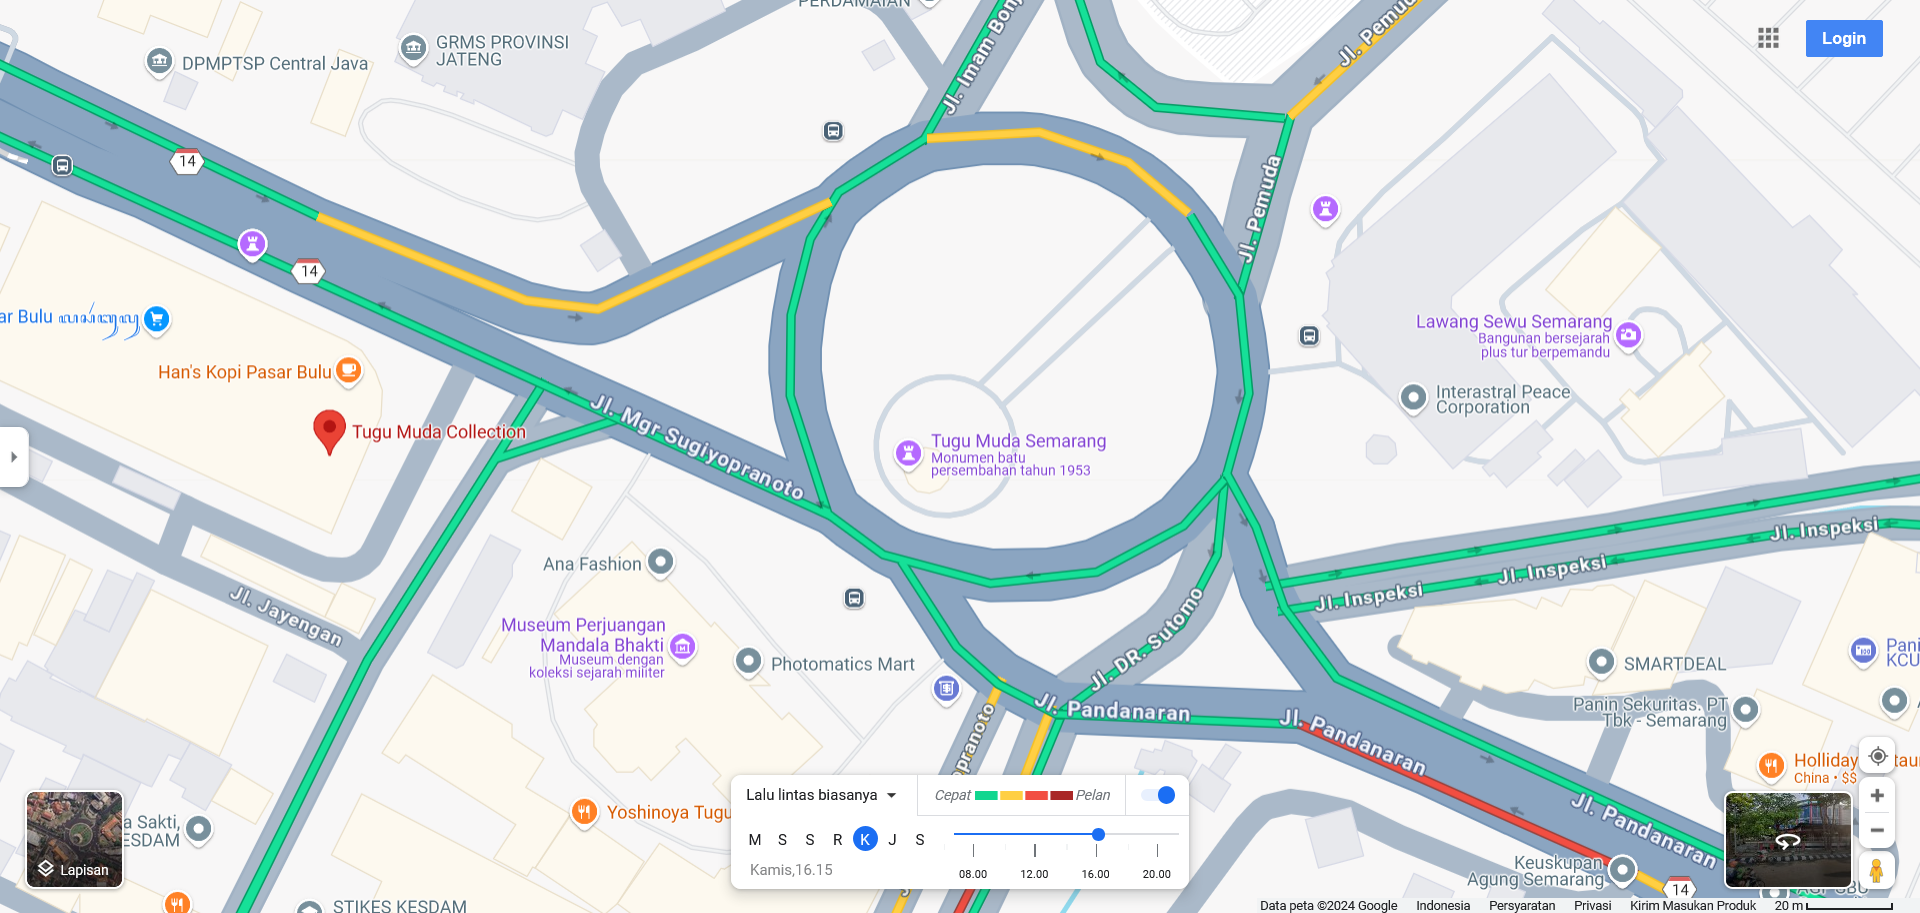 PERDAMAIAN
GRMS PROVINSI
JATENG
DPMPTSP Central Java
Jl. Imam Bonj
Jl. Pemuda
Login
14
Jl. Pemuda
14
ar Bulu
Han's Kopi Pasar Bulu
Tugu Muda Collection
Jl. Mgr Sugiyopranoto
Tugu Muda Semarang
Monumen batu
persembahan tahun 1953
Lawang Sewu Semarang
Bangunan bersejarah
plus tur berpemandu
Interastral Peace
Corporation
Jl. Inspeksi
Jl. Inspeksi
Jl. Inspeksi
Ana Fashion
Jl. Jayengan
Museum Perjuangan
Mandala Bhakti
Museum dengan
koleksi sejarah militer
Photomatics Mart
Jl. DR. Sutomo
Jl. Pandanaran
Jl. Pandanaran
Jl. Pandanaran
SMARTDEAL
Pani
KCU
Panin Sekuritas. PT
Tbk - Semarang
Holliday
taur
China • $$
opranoto
Yoshinoya Tugu
a Sakti,
ESDAM
STIKES KESDAM
Lapisan
Lalu lintas biasanya
Cepat
Pelan
M S S R K J S
Kamis,16.15
08.00 12.00 16.00 20.00
Keuskupan
Agung Semarang
14
Data peta ©2024 Google Indonesia Persyaratan Privasi Kirim Masukan Produk 20 m